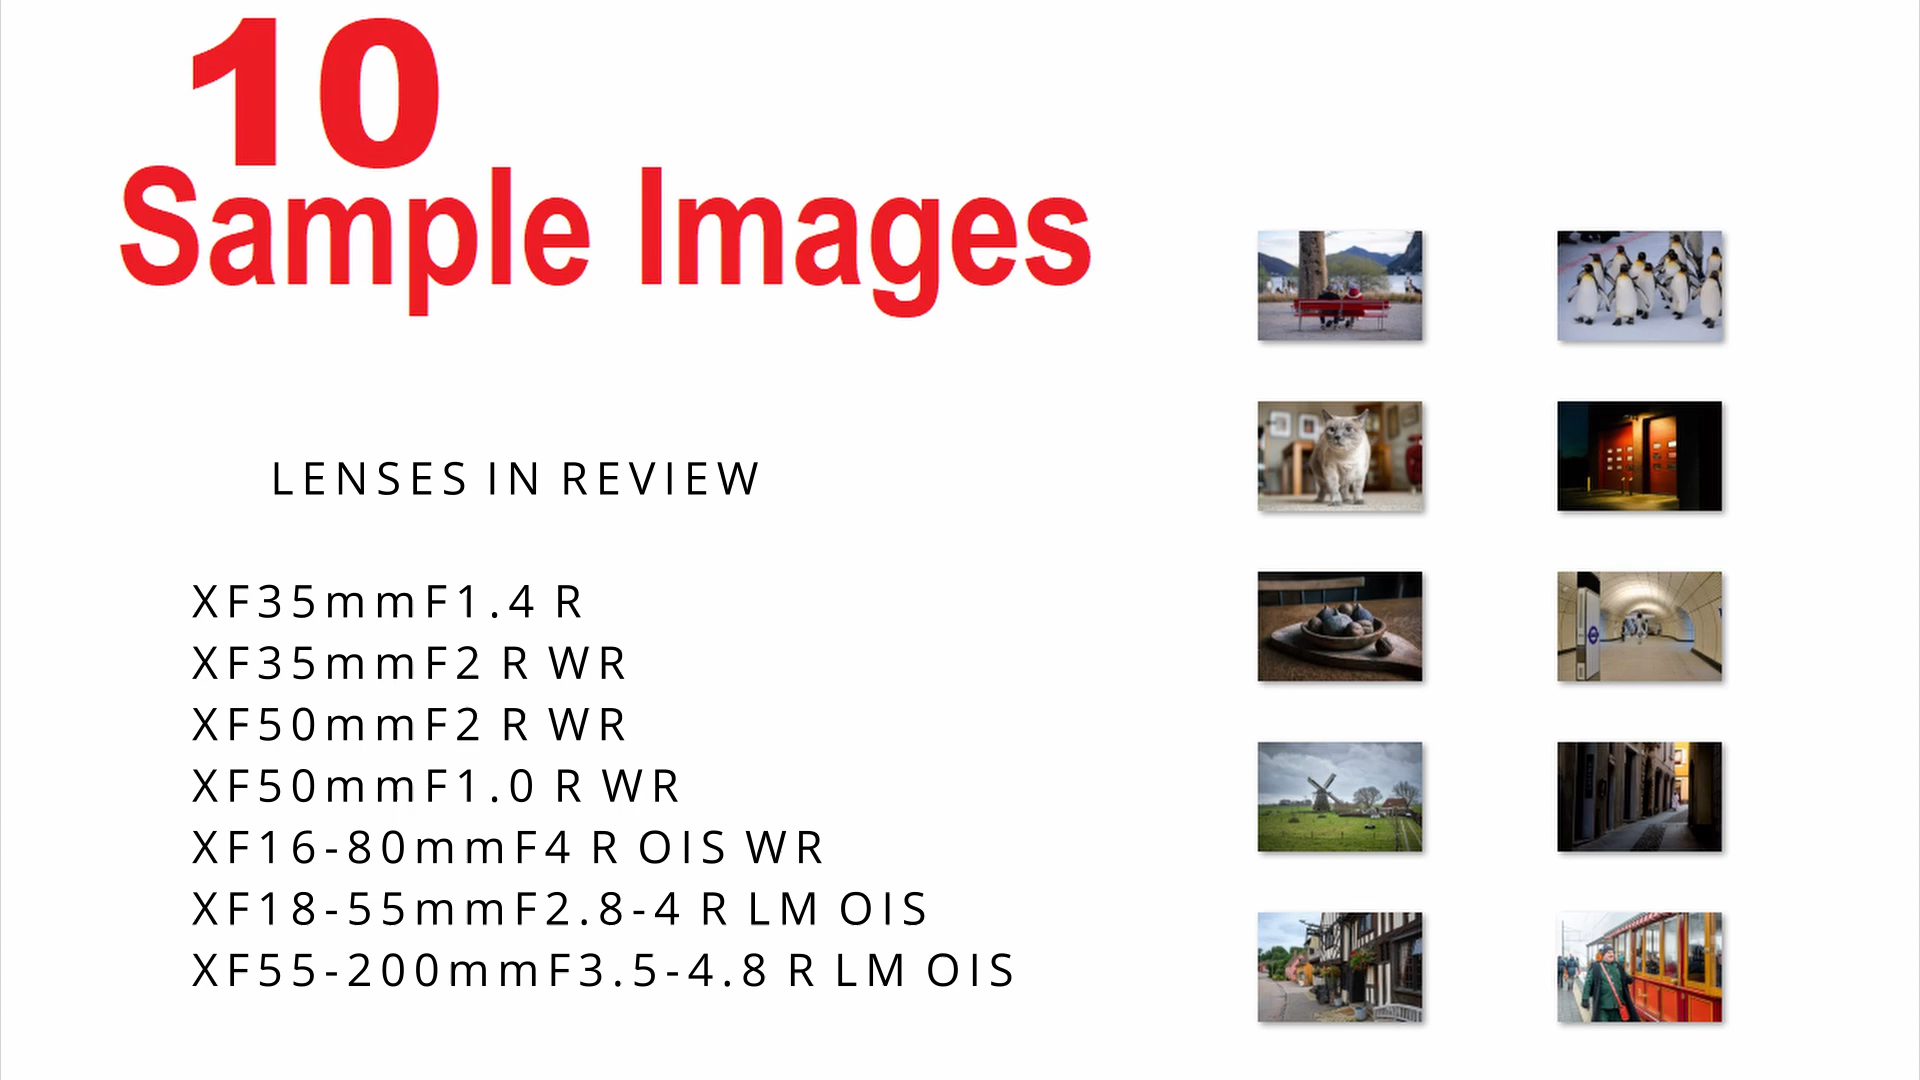 10
Sample Images
LENSES IN REVIEW
XF35mmF1.4 R
XF35mmF2 R WR
XF50mmF2 R WR
XF50mmF1.0 R WR
XF16-80mmF4 R OIS WR
XF18-55mmF2.8-4 R LM OIS
XF55-200mmF3.5-4.8 R LM OIS